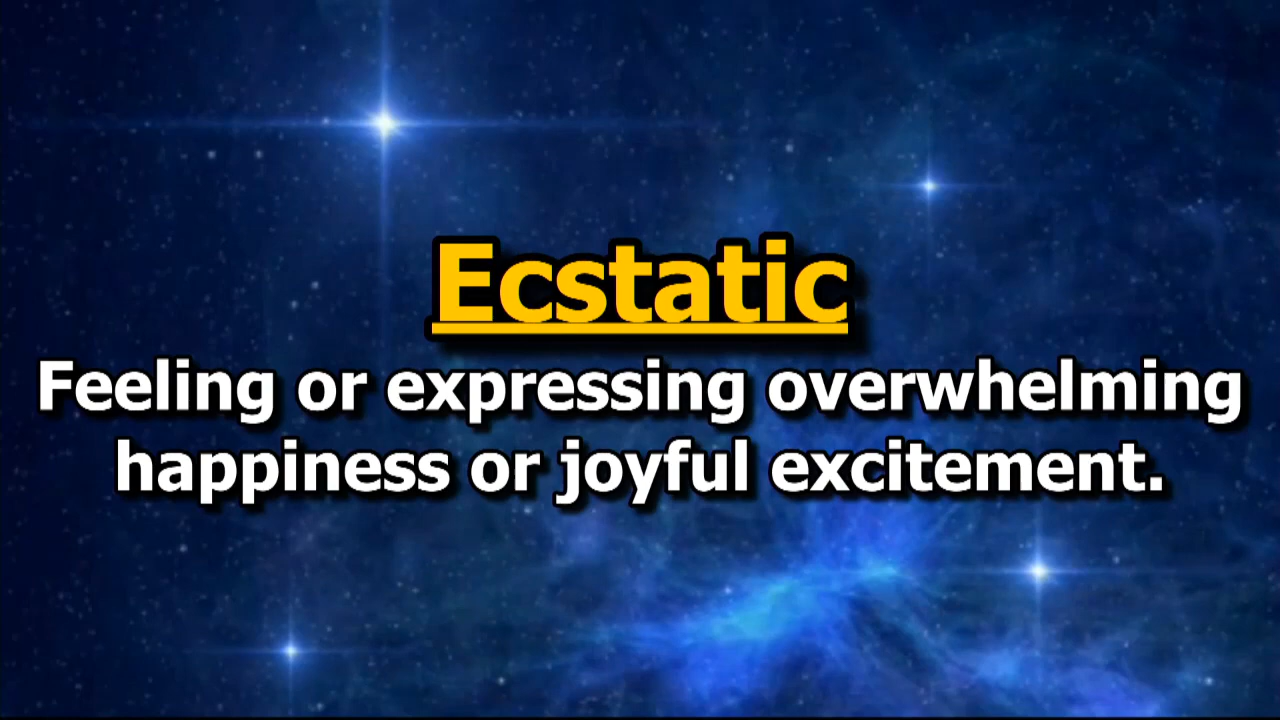 Ecstatic
Feeling or expressing overwhelming
happiness or joyful excitement.